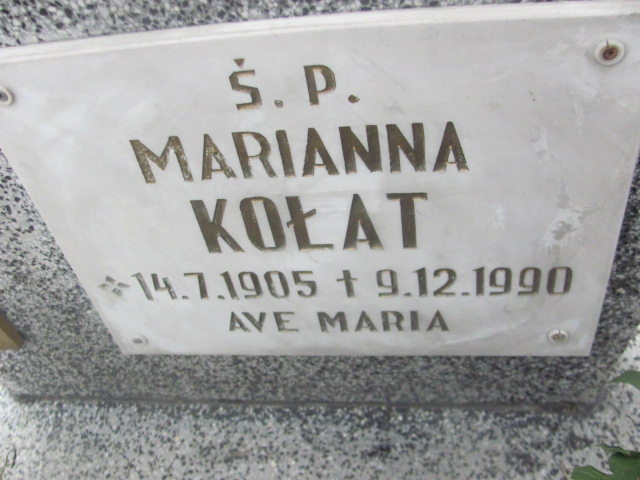 Ś. P.
MARIANNA
KOŁAT
14.7.1905 † 9.12.1990
AVE MARIA